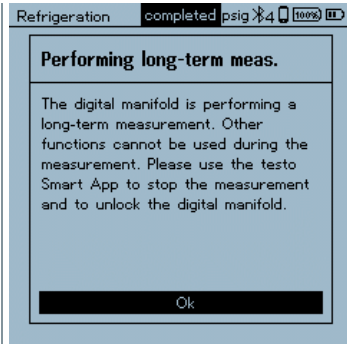 Refrigeration completed psig 4 100%
Performing long-term meas.
The digital manifold is performing a
long-term measurement. Other
functions cannot be used during the
measurement. Please use the testo
Smart App to stop the measurement
and to unlock the digital manifold.
Ok